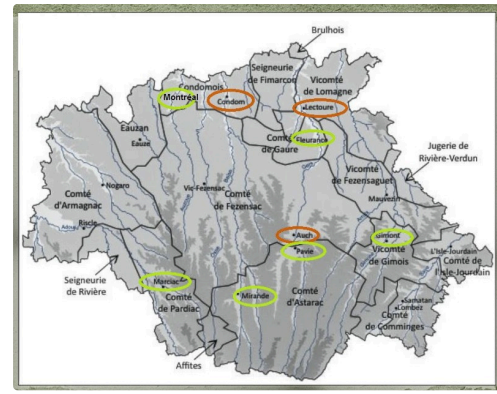 Brulhois
Seigneurie
de Fimarcon
Vicomté
de Lomagne
Condomois
Montréal
Condom
Lectoure
Comté
de Gaure
Fleurance
Eauzan
Eauze
Jugerie de
Rivière-Verdun
Vicomté
de Fezensaguet
Mauvezin
Comté
d'Armagnac
Nogaro
Vic-Fezensac
Comté
de Fezensac
Riscle
Adour
Auch
Pavie
Gimont
Vicomté
de Gimois
L'Isle-Jourdain
Comté de
l'Isle-Jourdain
Seigneurie
de Rivière
Marciac
Comté
de Pardiac
Mirande
Comté
d'Astarac
Samatan
Lombez
Comté
de Comminges
Affites